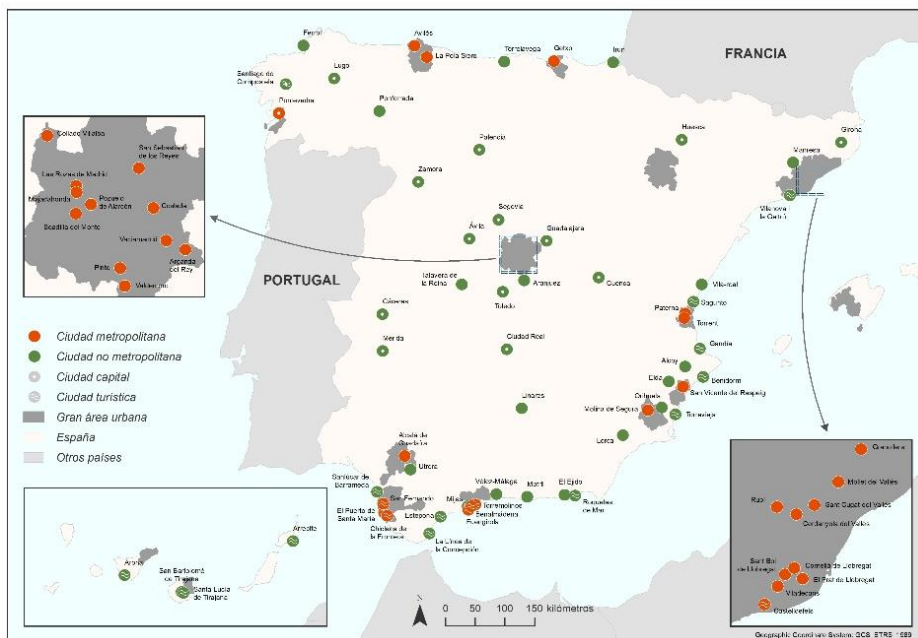 FRANCIA
PORTUGAL
Ferrol
Avilés
La Pola Siero
Torrelavega
Getxo
Irun
Lugo
Santiago de
Compostela
Pontevedra
Ponferrada
Palencia
Huesca
Girona
Manresa
Vilanova i
la Geltrú
Zamora
Segovia
Ávila
Guadalajara
Talavera de
la Reina
Aranjuez
Toledo
Cuenca
Cáceres
Mérida
Ciudad Real
Vila-real
Sagunto
Paterna
Torrent
Gandia
Alcoy
Elda
Benidorm
San Vicente del Raspeig
Orihuela
Molina de Segura
Torrevieja
Linares
Lorca
Alcalá de
Guadaíra
Utrera
Sanlúcar de
Barrameda
San Fernando
El Puerto de
Santa María
Chiclana de
la Frontera
Estepona
La Línea de
la Concepción
Mijas
Vélez-Málaga
Torremolinos
Benalmádena
Fuengirola
Motril
El Ejido
Roquetas
de Mar
Collado Villalba
San Sebastián
de los Reyes
Las Rozas de Madrid
Majadahonda
Pozuelo
de Alarcón
Coslada
Boadilla del Monte
Vaciamadrid
Arganda
del Rey
Pinto
Valdemoro
Ciudad metropolitana
Ciudad no metropolitana
Ciudad capital
Ciudad turística
Gran área urbana
España
Otros países
Arrecife
Arona
San Bartolomé
de Tirajana
Santa Lucía
de Tirajana
N
0 50 100 150 kilómetros
Granollers
Mollet del Vallès
Rubí
Sant Cugat del Vallès
Cerdanyola del Vallès
Sant Boi
de Llobregat
Cornellà de Llobregat
El Prat de Llobregat
Viladecans
Castelldefels
Geographic Coordinate System: GCS_ETRS_1989